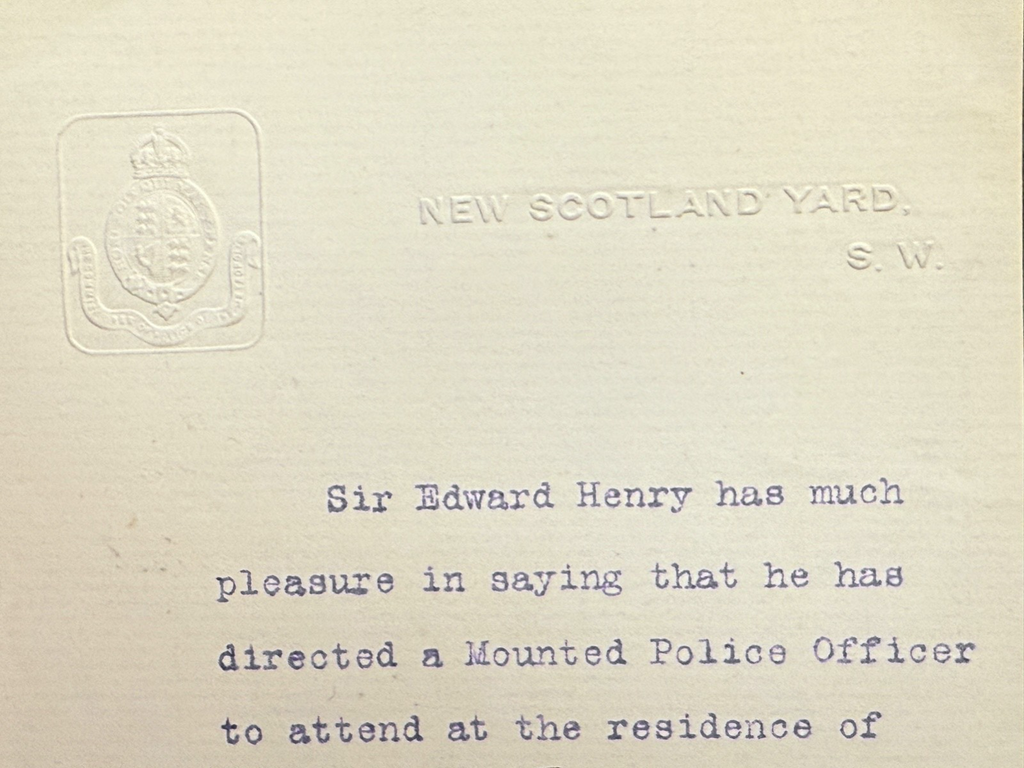 NEW SCOTLAND YARD,
S. W.
Sir Edward Henry has much
pleasure in saying that he has
directed a Mounted Police Officer
to attend at the residence of